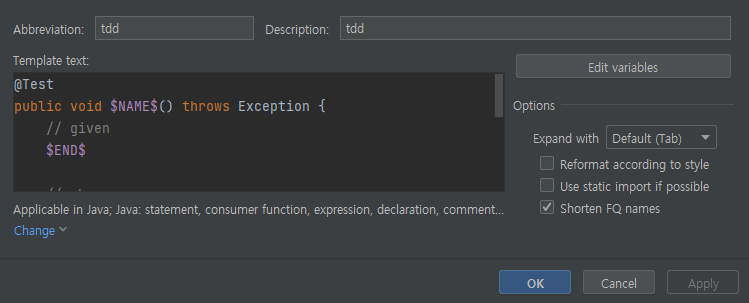 Abbreviation: tdd Description: tdd
Template text:
@Test
public void $NAME$() throws Exception {
// given
$END$
Applicable in Java; Java: statement, consumer function, expression, declaration, comment...
Change
Edit variables
Options
Expand with Default (Tab)
Reformat according to style
Use static import if possible
Shorten FQ names
OK Cancel Apply